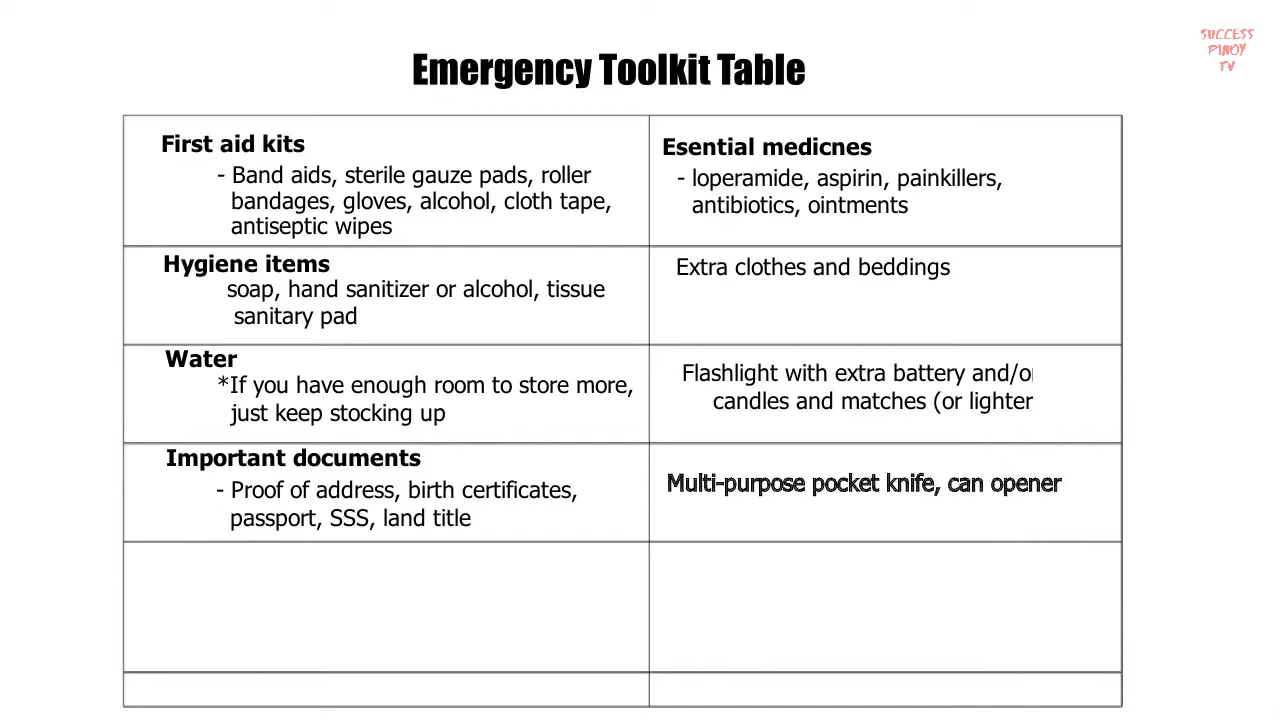 SUCCESS
PINOY
TV
Emergency Toolkit Table
First aid kits
- Band aids, sterile gauze pads, roller
bandages, gloves, alcohol, cloth tape,
antiseptic wipes
Esential medicnes
- loperamide, aspirin, painkillers,
antibiotics, ointments
Hygiene items
soap, hand sanitizer or alcohol, tissue
sanitary pad
Extra clothes and beddings
Water
*If you have enough room to store more,
just keep stocking up
Flashlight with extra battery and/or
candles and matches (or lighter
Important documents
- Proof of address, birth certificates,
passport, SSS, land title
Multi-purpose pocket knife, can opener